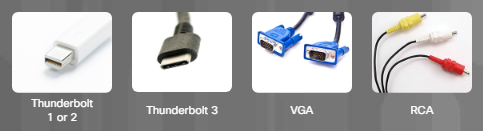 Thunderbolt
1 or 2
Thunderbolt 3
VGA
RCA